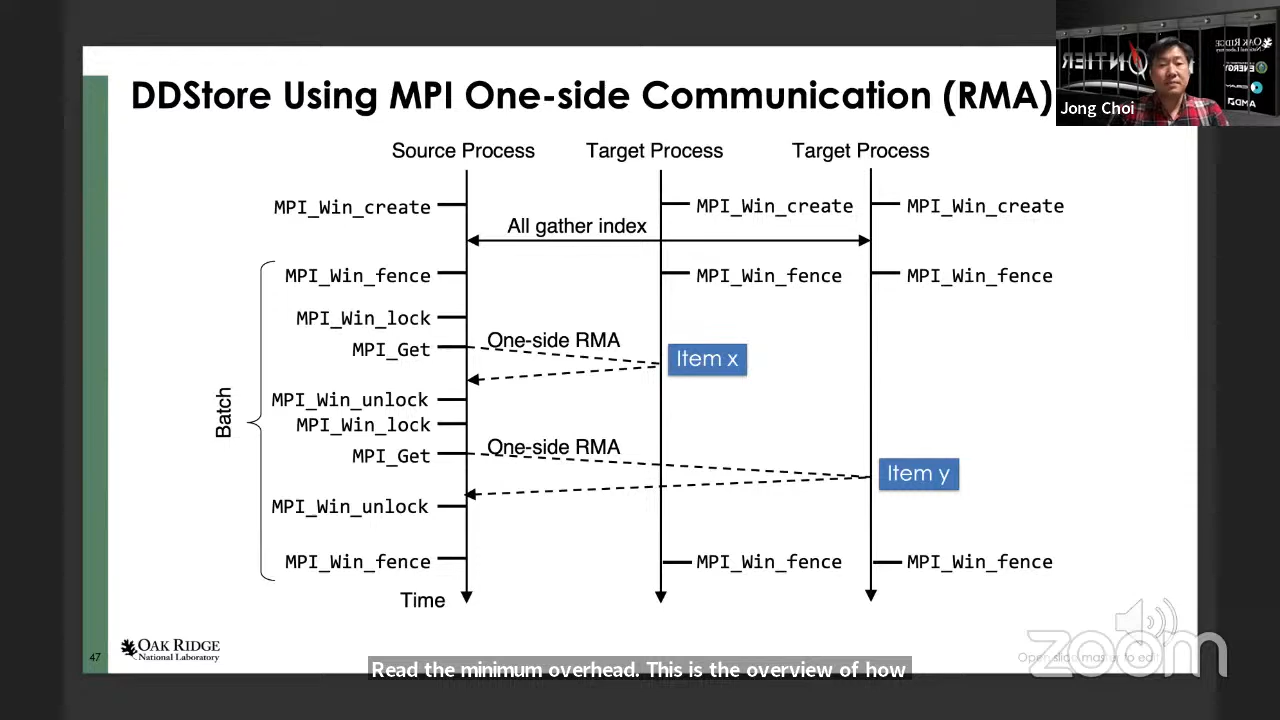 DDStore Using MPI One-side Communication (RMA)
Jong Choi
Source Process
Target Process
Target Process
MPI_Win_create
MPI_Win_create
MPI_Win_create
All gather index
MPI_Win_fence
MPI_Win_fence
MPI_Win_fence
MPI_Win_lock
One-side RMA
MPI_Get
Item x
MPI_Win_unlock
MPI_Win_lock
One-side RMA
MPI_Get
Item y
MPI_Win_unlock
MPI_Win_fence
MPI_Win_fence
MPI_Win_fence
Batch
Time
47
OAK RIDGE
National Laboratory
zoom
Read the minimum overhead. This is the overview of how